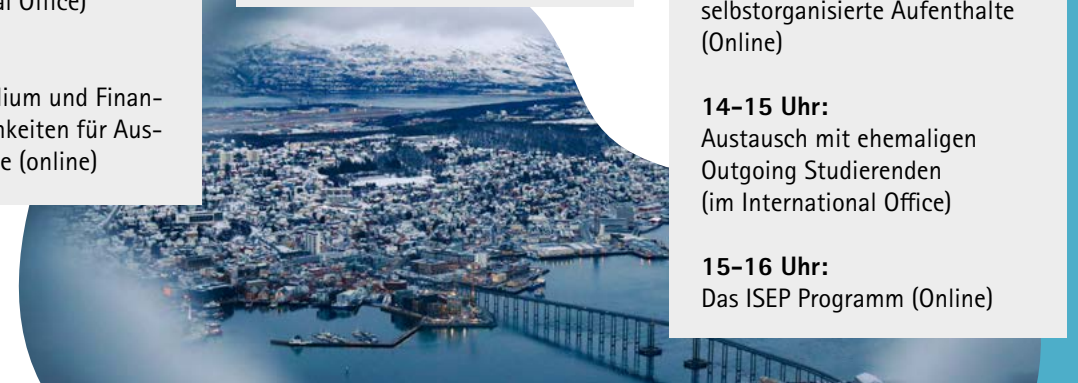 al Office)
dium und Finan-
hkeiten für Aus-
e (online)
selbstorganisierte Aufenthalte
(Online)
14–15 Uhr:
Austausch mit ehemaligen
Outgoing Studierenden
(im International Office)
15–16 Uhr:
Das ISEP Programm (Online)